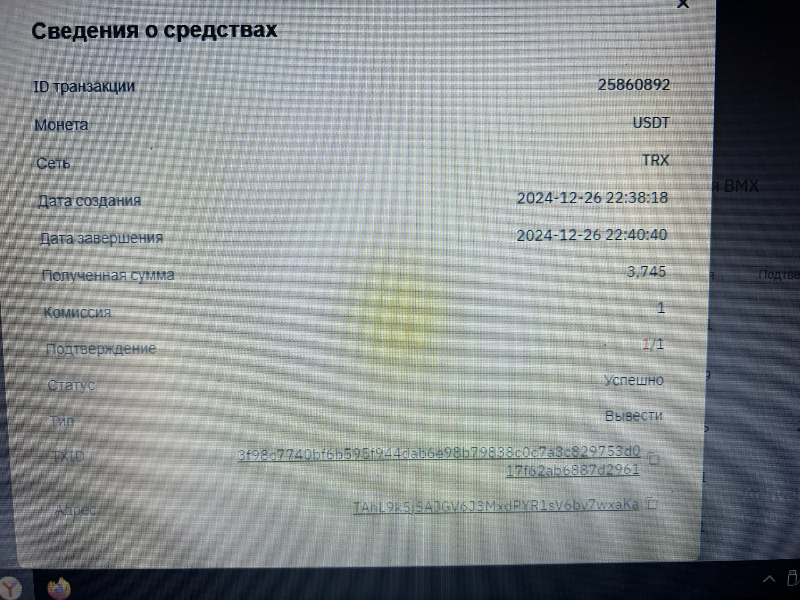 Сведения о средствах
ID транзакции 25860892
Монета USDT
Сеть TRX
Дата создания 2024-12-26 22:38:18
Дата завершения 2024-12-26 22:40:40
Полученная сумма 3,745
Комиссия 1
Подтверждение 1/1
Статус Успешно
Тип Вывести
TXID 3f98c7740bf6b595f944dab6e98b79838c0c7a3c829753d0
17f62ab6887d2961
Адрес
я BMX
Подтве